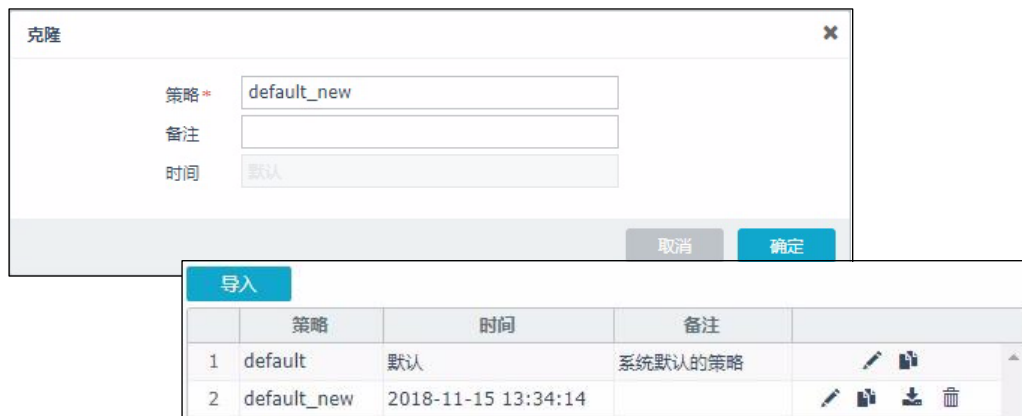 克隆
策略* default_new
备注
时间 默认
取消 确定
导入
策略 时间 备注
1 default 默认 系统默认的策略
2 default_new 2018-11-15 13:34:14